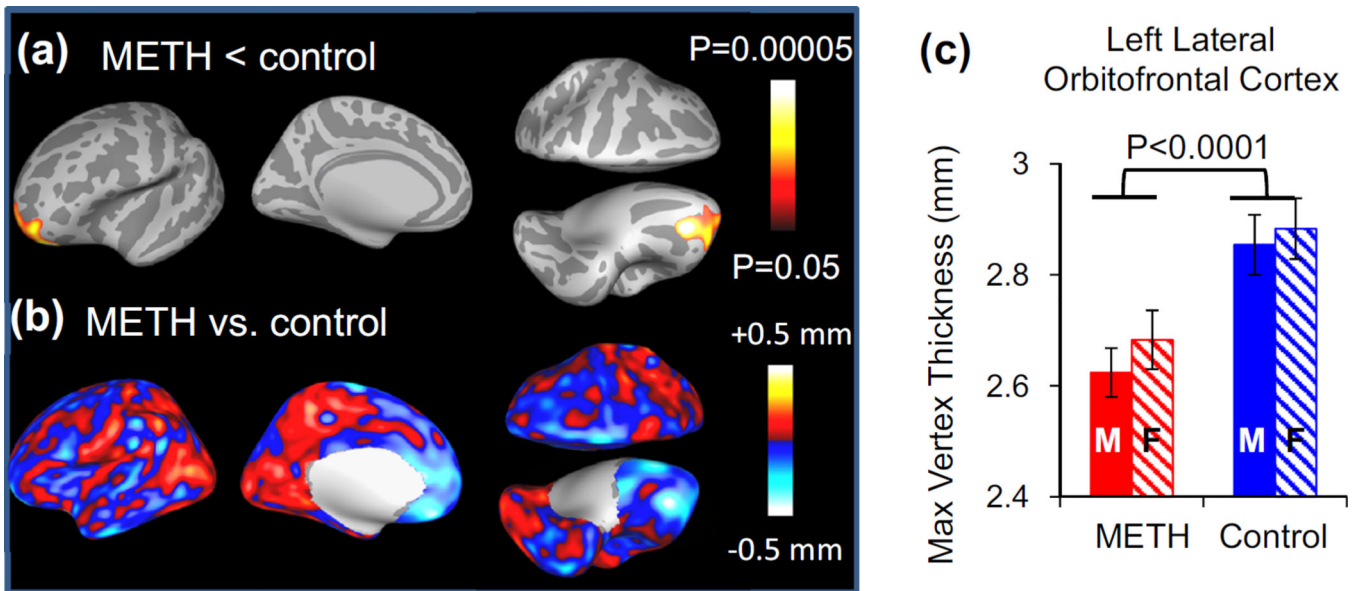 (a) METH < control
P=0.00005
P=0.05
(b) METH vs. control
+0.5 mm
-0.5 mm
(c) Left Lateral
Orbitofrontal Cortex
Max Vertex Thickness (mm)
3
2.8
2.6
2.4
P<0.0001
M F M F
METH Control